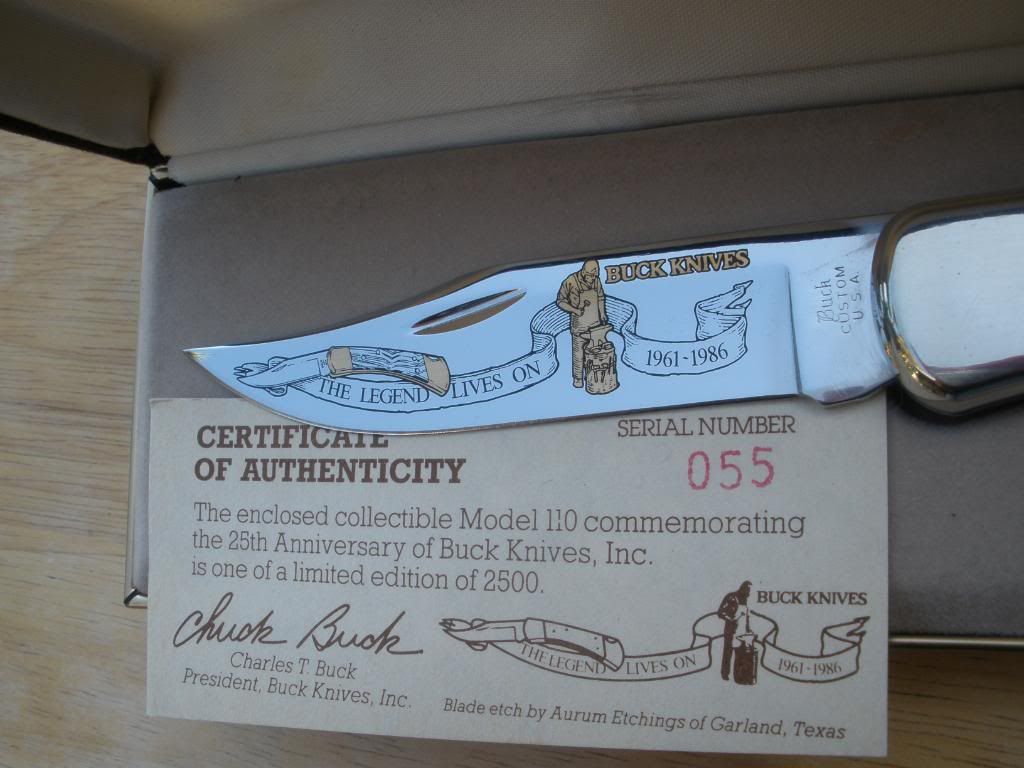 BUCK KNIVES
THE LEGEND LIVES ON
1961-1986
Buck
CUSTOM
U.S.A.
CERTIFICATE
OF AUTHENTICITY
SERIAL NUMBER
055
The enclosed collectible Model 110 commemorating
the 25th Anniversary of Buck Knives, Inc.
is one of a limited edition of 2500.
Chuck Buck
Charles T. Buck
President, Buck Knives, Inc.
BUCK KNIVES
THE LEGEND LIVES ON
1961-1986
Blade etch by Aurum Etchings of Garland, Texas